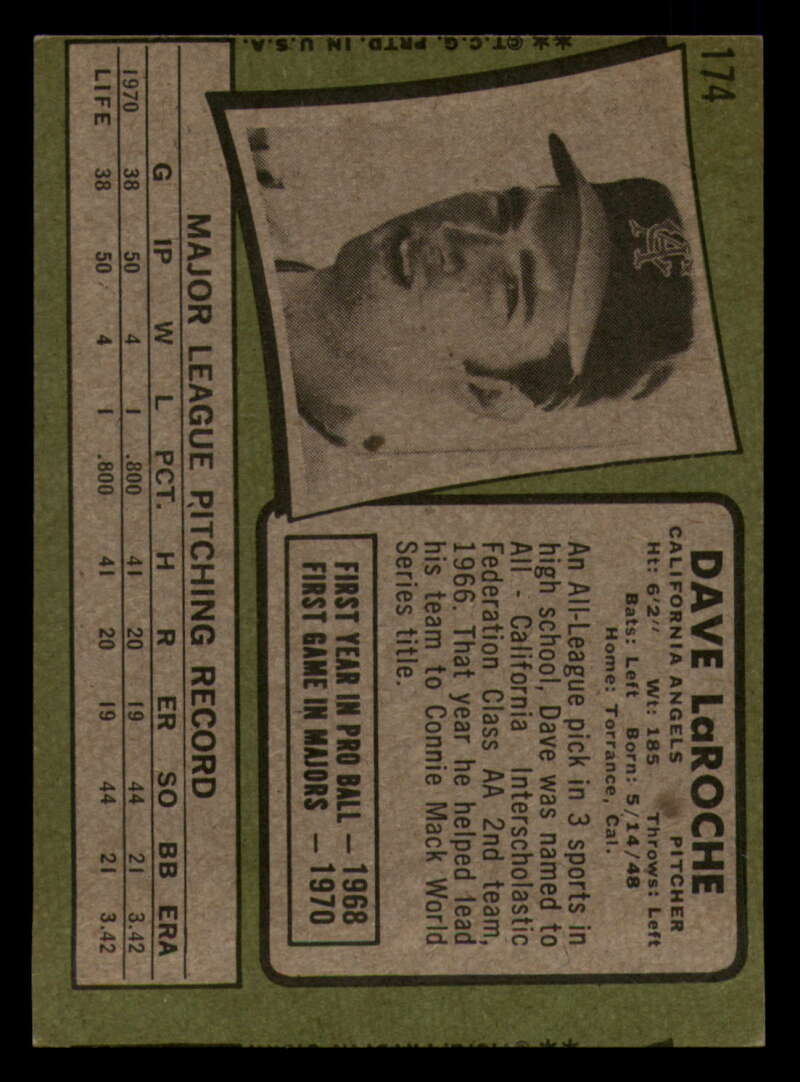 174
DAVE LaROCHE
CALIFORNIA ANGELS PITCHER
Ht: 6'2" Wt: 185 Throws: Left
Bats: Left Born: 5/14/48
Home: Torrance, Cal.
An All-League pick in 3 sports in
high school, Dave was named to
All - California Interscholastic
Federation Class AA 2nd team,
1966. That year he helped lead
his team to Connie Mack World
Series title.
FIRST YEAR IN PRO BALL — 1968
FIRST GAME IN MAJORS — 1970
MAJOR LEAGUE PITCHING RECORD
G IP W L PCT. H R ER SO BB ERA
1970 38 50 4 1 .800 41 20 19 44 21 3.42
LIFE 38 50 4 1 .800 41 20 19 44 21 3.42
**©T.C.G. PRTD. IN U.S.A.